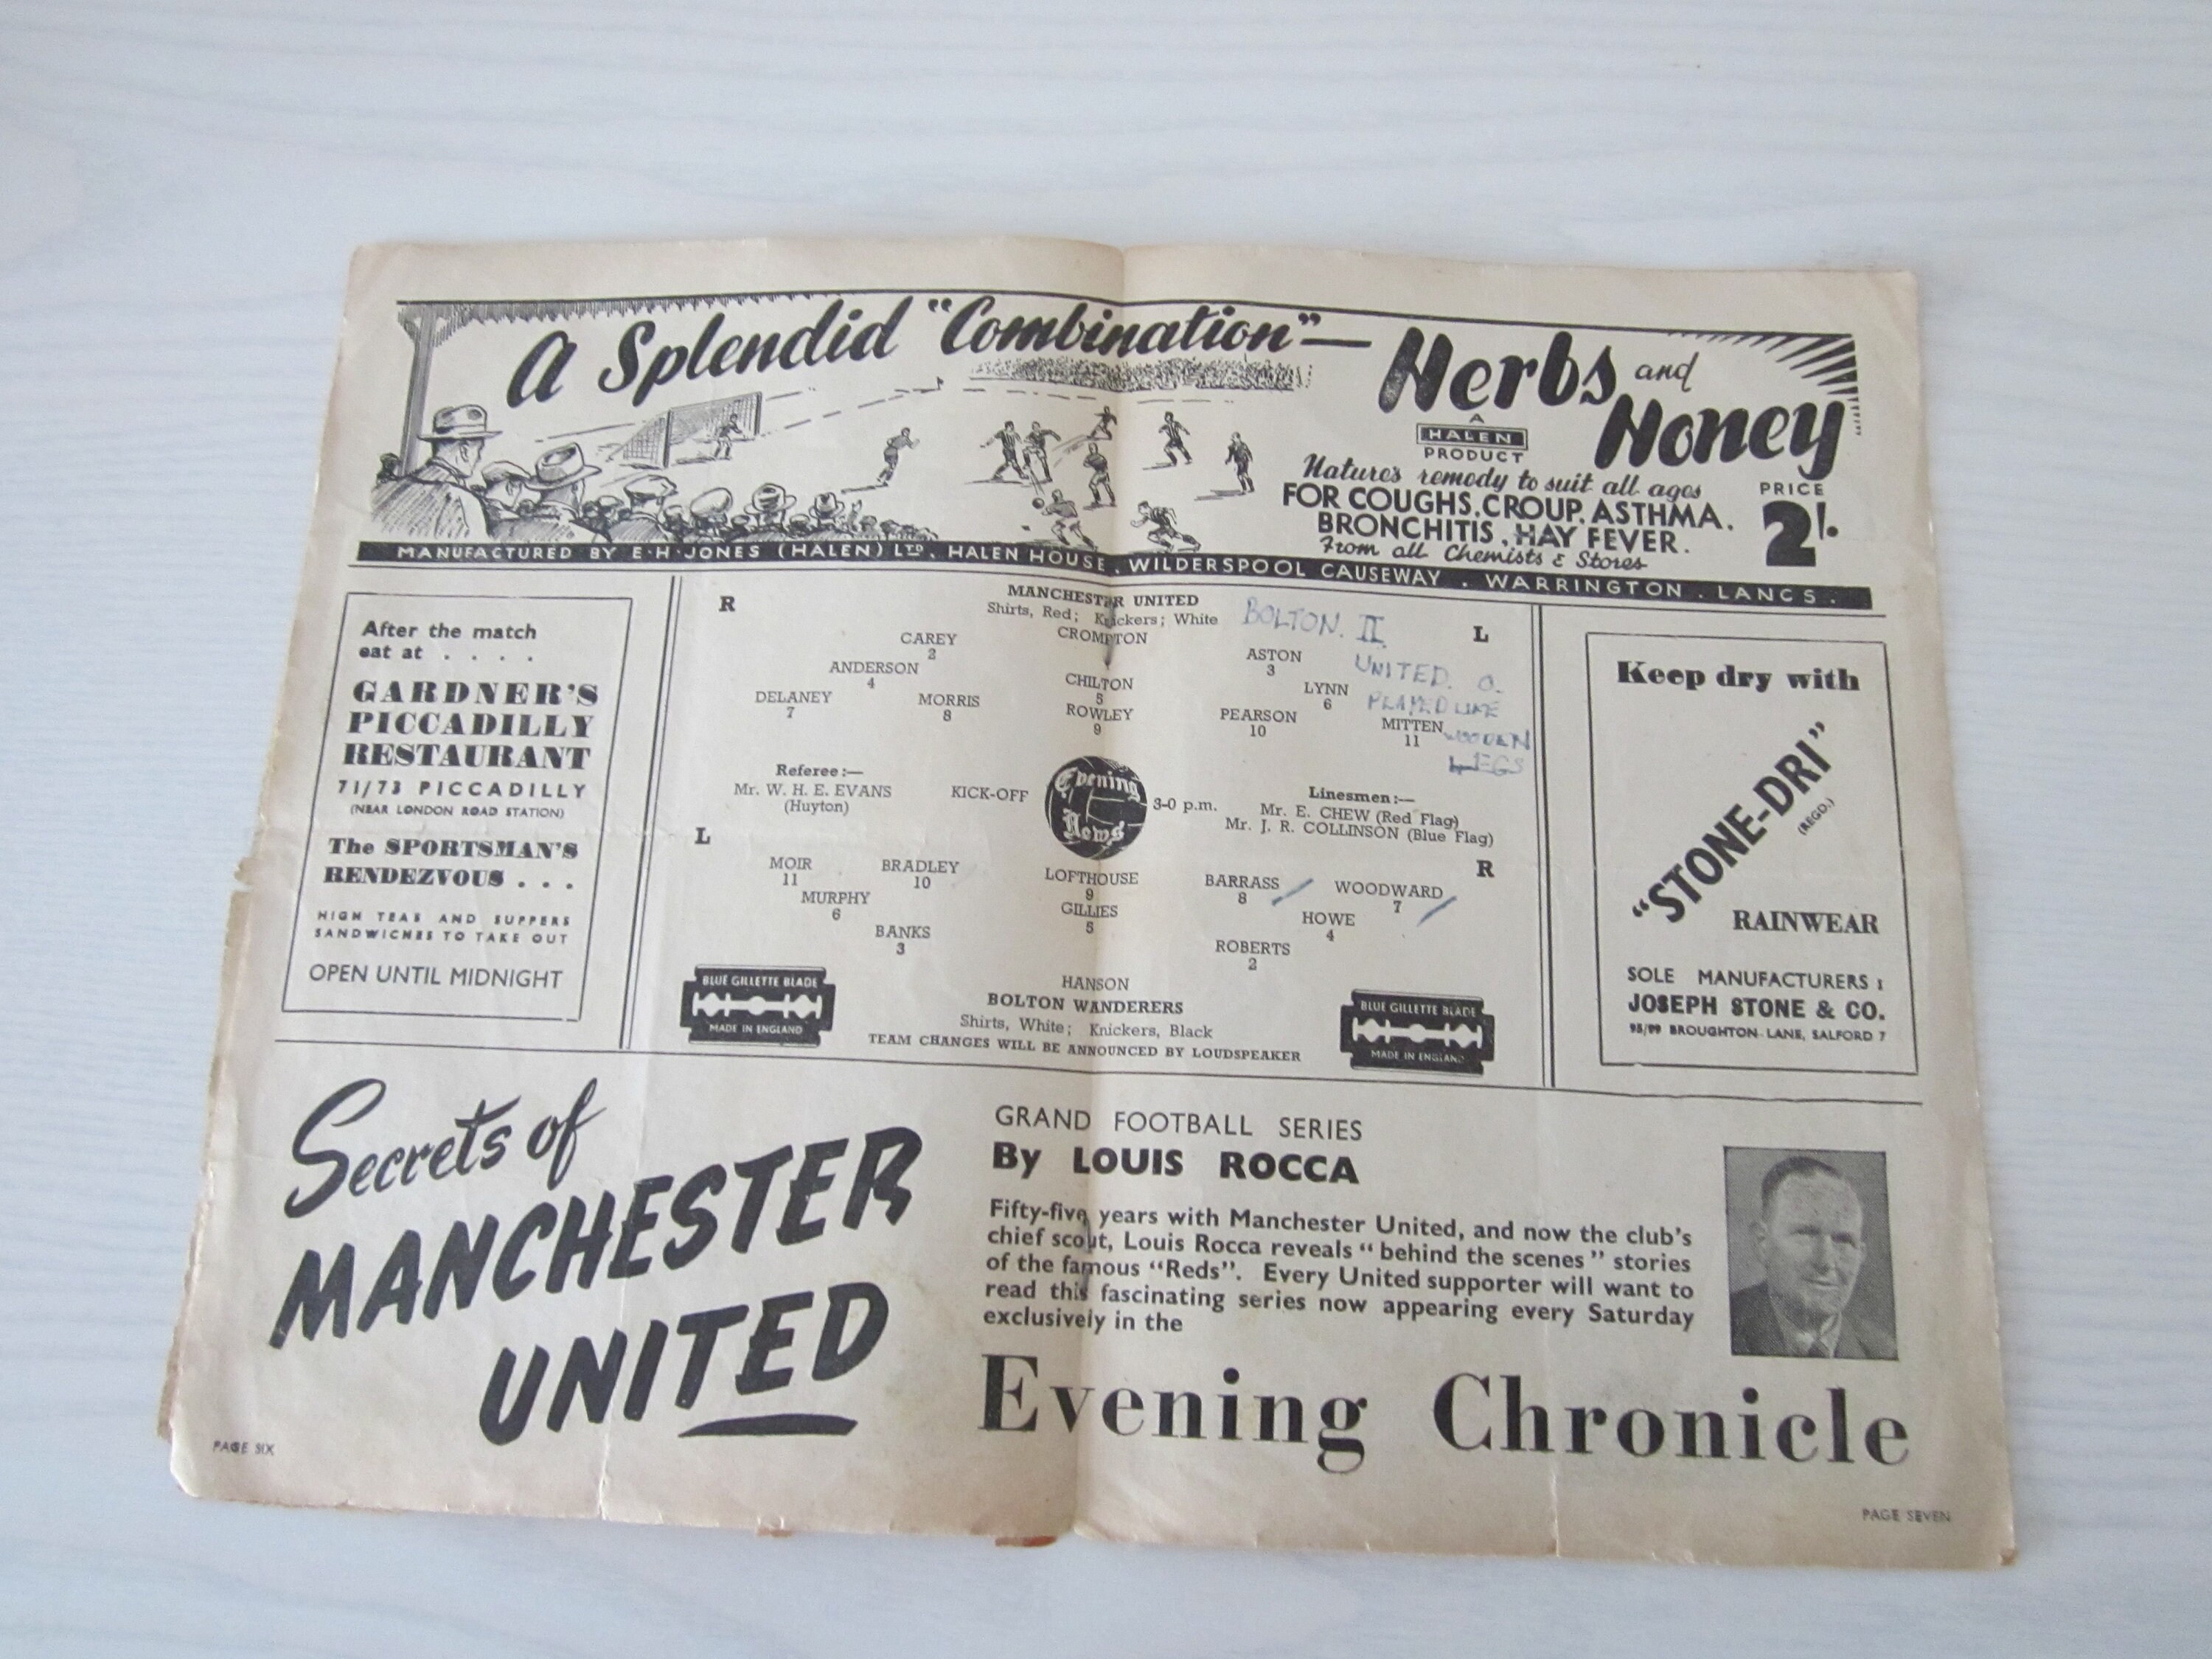 A Splendid "Combination"—
Herbs and
Honey
A
HALEN
PRODUCT
Nature's remedy to suit all ages
FOR COUGHS, CROUP, ASTHMA,
BRONCHITIS, HAY FEVER.
From all Chemists & Stores
PRICE
2/-
MANUFACTURED BY E·H·JONES (HALEN) LTD. HALEN HOUSE, WILDERSPOOL CAUSEWAY . WARRINGTON . LANCS .
After the match
eat at . . . .
GARDNER'S
PICCADILLY
RESTAURANT
71/73 PICCADILLY
(NEAR LONDON ROAD STATION)
The SPORTSMAN'S
RENDEZVOUS . . .
HIGH TEAS AND SUPPERS
SANDWICHES TO TAKE OUT
OPEN UNTIL MIDNIGHT
R
MANCHESTER UNITED
Shirts, Red; Knickers; White
L
CROMPTON
CAREY
2
ASTON
3
ANDERSON
4
CHILTON
5
LYNN
6
DELANEY
7
MORRIS
8
ROWLEY
9
PEARSON
10
MITTEN
11
BOLTON. II
UNITED. O.
PLAYED LIKE
WOODEN
LEGS
Referee:—
Mr. W. H. E. EVANS
(Huyton)
KICK-OFF
Evening
News
3-0 p.m.
Linesmen:—
Mr. E. CHEW (Red Flag)
Mr. J. R. COLLINSON (Blue Flag)
L
R
MOIR
11
BRADLEY
10
LOFTHOUSE
9
BARRASS
8
WOODWARD
7
MURPHY
6
GILLIES
5
HOWE
4
BANKS
3
ROBERTS
2
HANSON
BOLTON WANDERERS
Shirts, White; Knickers, Black
TEAM CHANGES WILL BE ANNOUNCED BY LOUDSPEAKER
BLUE GILLETTE BLADE
MADE IN ENGLAND
BLUE GILLETTE BLADE
MADE IN ENGLAND
Keep dry with
"STONE-DRI"
(REGD.)
RAINWEAR
SOLE MANUFACTURERS :
JOSEPH STONE & CO.
BROUGHTON LANE, SALFORD 7
Secrets of
MANCHESTER
UNITED
GRAND FOOTBALL SERIES
By LOUIS ROCCA
Fifty-five years with Manchester United, and now the club's
chief scout, Louis Rocca reveals "behind the scenes" stories
of the famous "Reds". Every United supporter will want to
read this fascinating series now appearing every Saturday
exclusively in the
Evening Chronicle
PAGE SIX
PAGE SEVEN